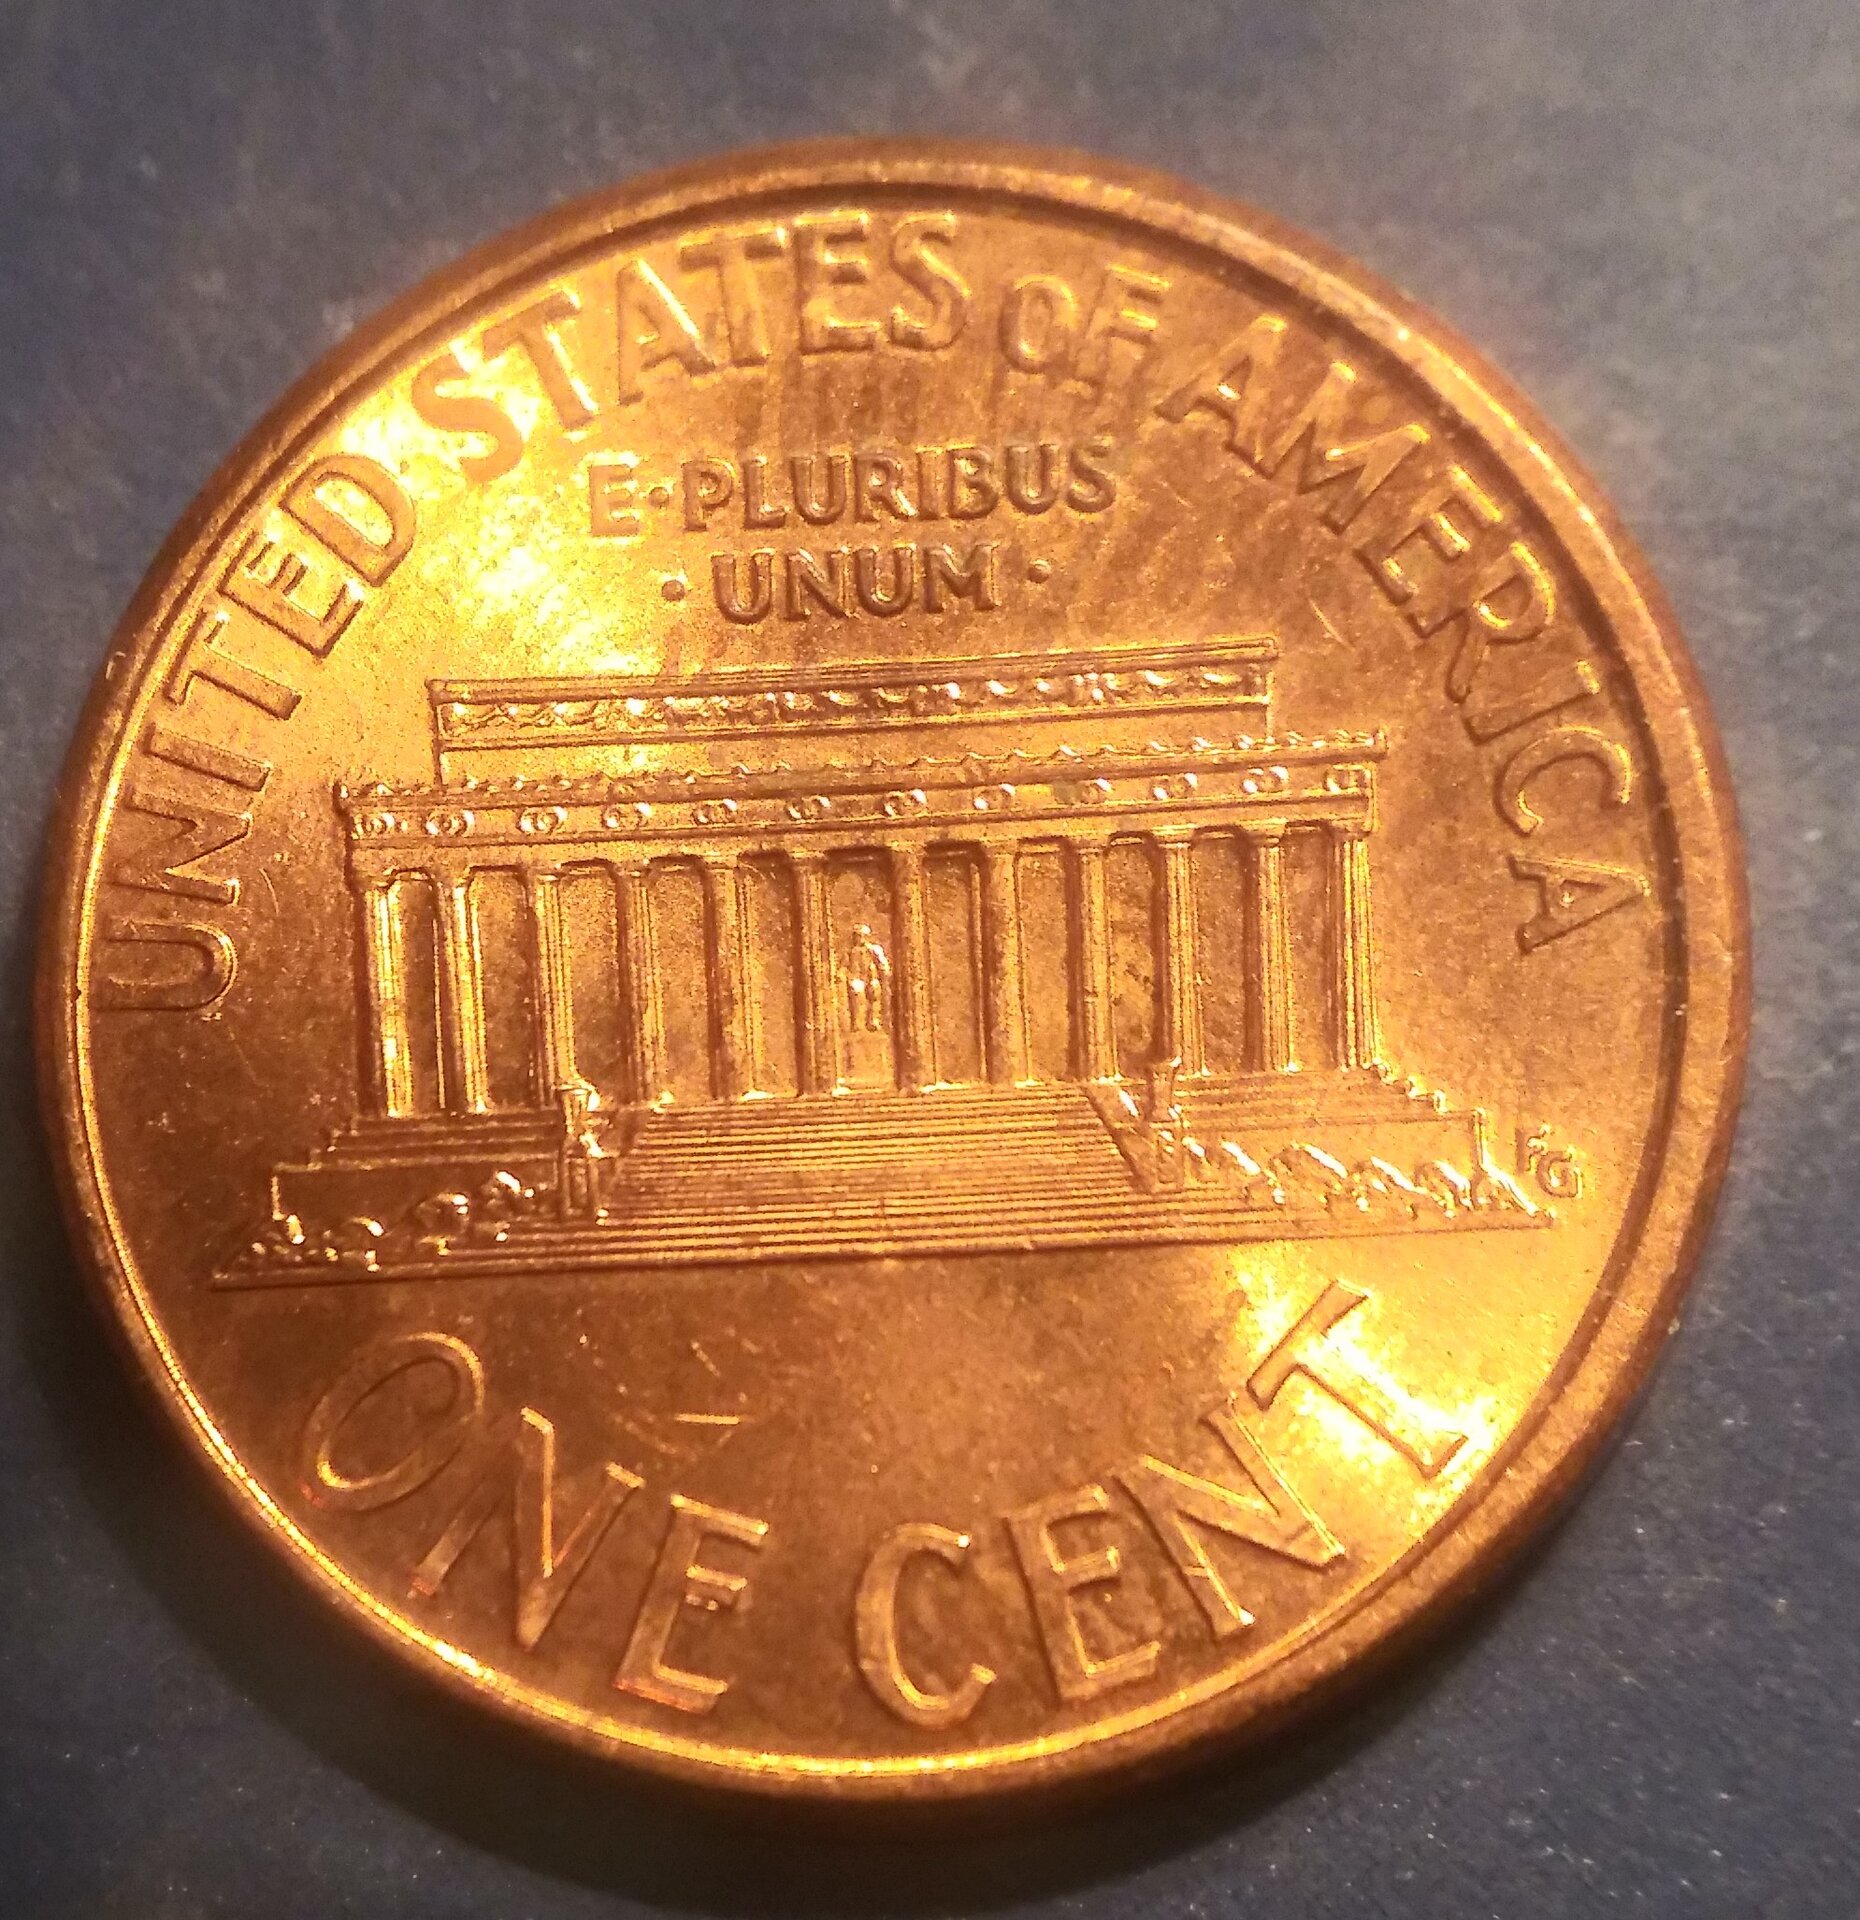 UNITED STATES OF AMERICA
E·PLURIBUS
·UNUM·
FG
ONE CENT